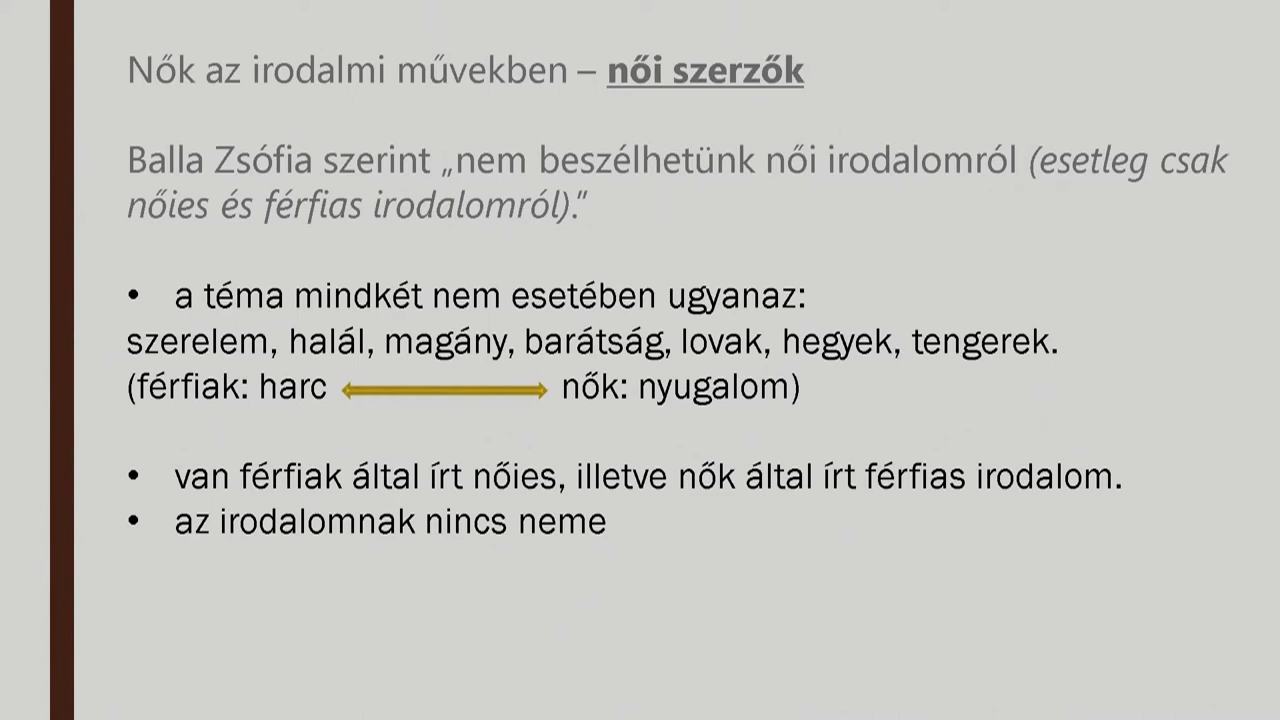 Nők az irodalmi művekben – női szerzők
Balla Zsófia szerint „nem beszélhetünk női irodalomról (esetleg csak
nőies és férfias irodalomról)."
• a téma mindkét nem esetében ugyanaz:
szerelem, halál, magány, barátság, lovak, hegyek, tengerek.
(férfiak: harc nők: nyugalom)
• van férfiak által írt nőies, illetve nők által írt férfias irodalom.
• az irodalomnak nincs neme